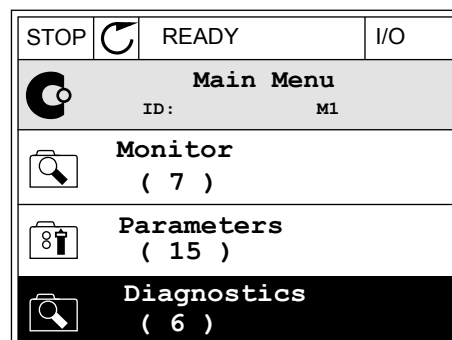 STOP READY I/O
Main Menu
ID: M1
Monitor
( 7 )
Parameters
( 15 )
Diagnostics
( 6 )